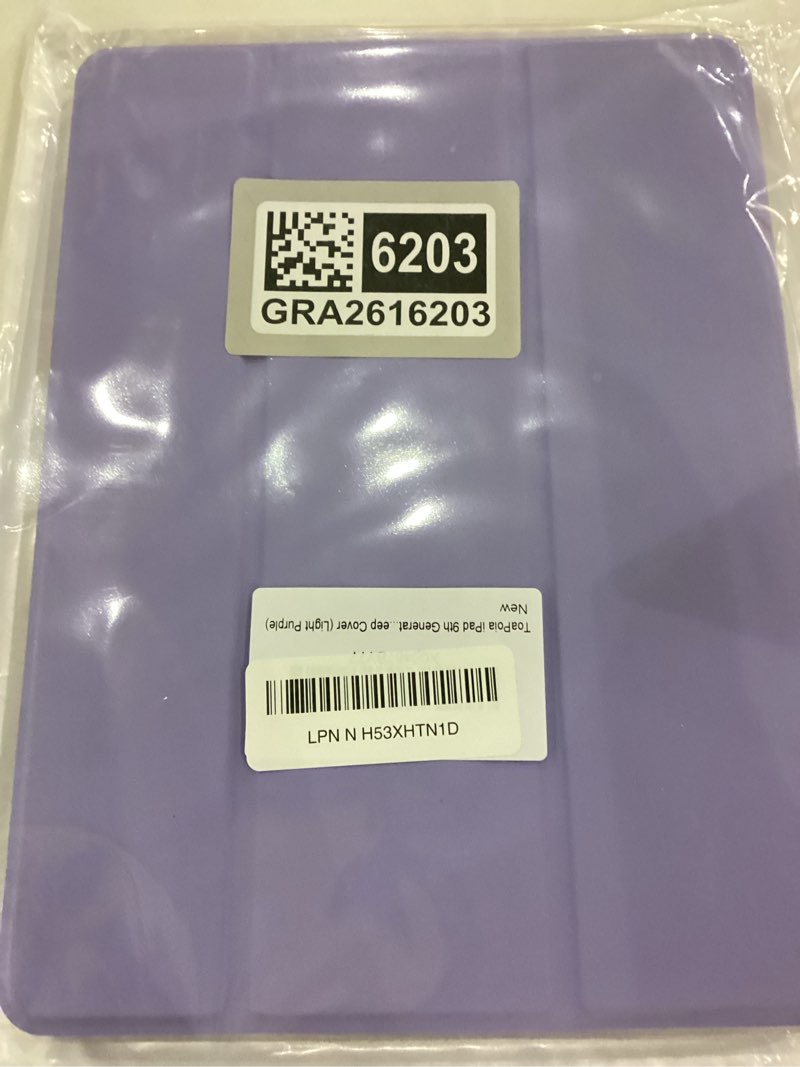 6203
GRA2616203
ToaPoia iPad 9th Generat...eep Cover (Light Purple)
New
LPN N H53XHTN1D